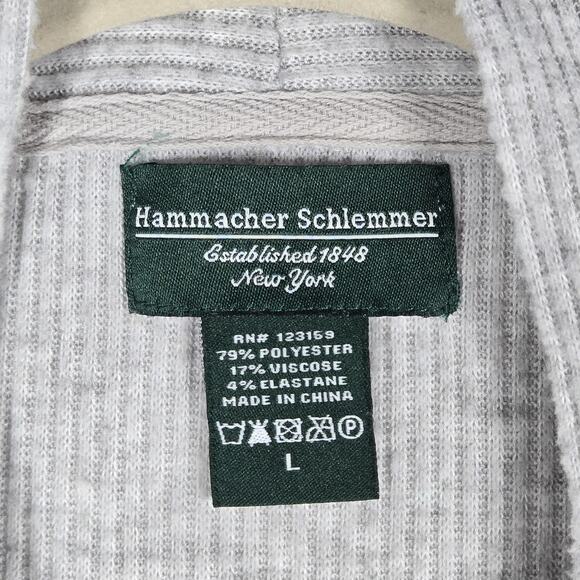 Hammacher Schlemmer
Established 1848
New York
RN# 123159
79% POLYESTER
17% VISCOSE
4% ELASTANE
MADE IN CHINA
P
L